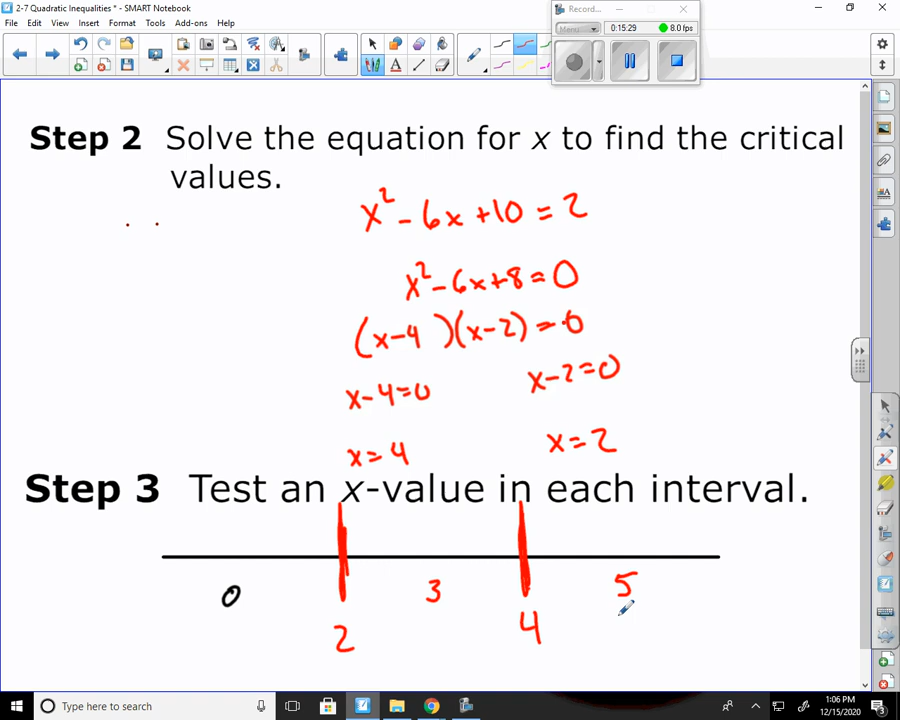 2-7 Quadratic Inequalities * - SMART Notebook
Record...
File Edit View Insert Format Tools Add-ons Help
Menu
0:15:29
8.0 fps
Step 2 Solve the equation for x to find the critical
values.
x² - 6x + 10 = 2
x² - 6x + 8 = 0
(x-4 )(x-2) = 0
x-4=0 x-2=0
x=4 x=2
Step 3 Test an x-value in each interval.
0 3 5
2 4
Type here to search
1:06 PM
12/15/2020
3